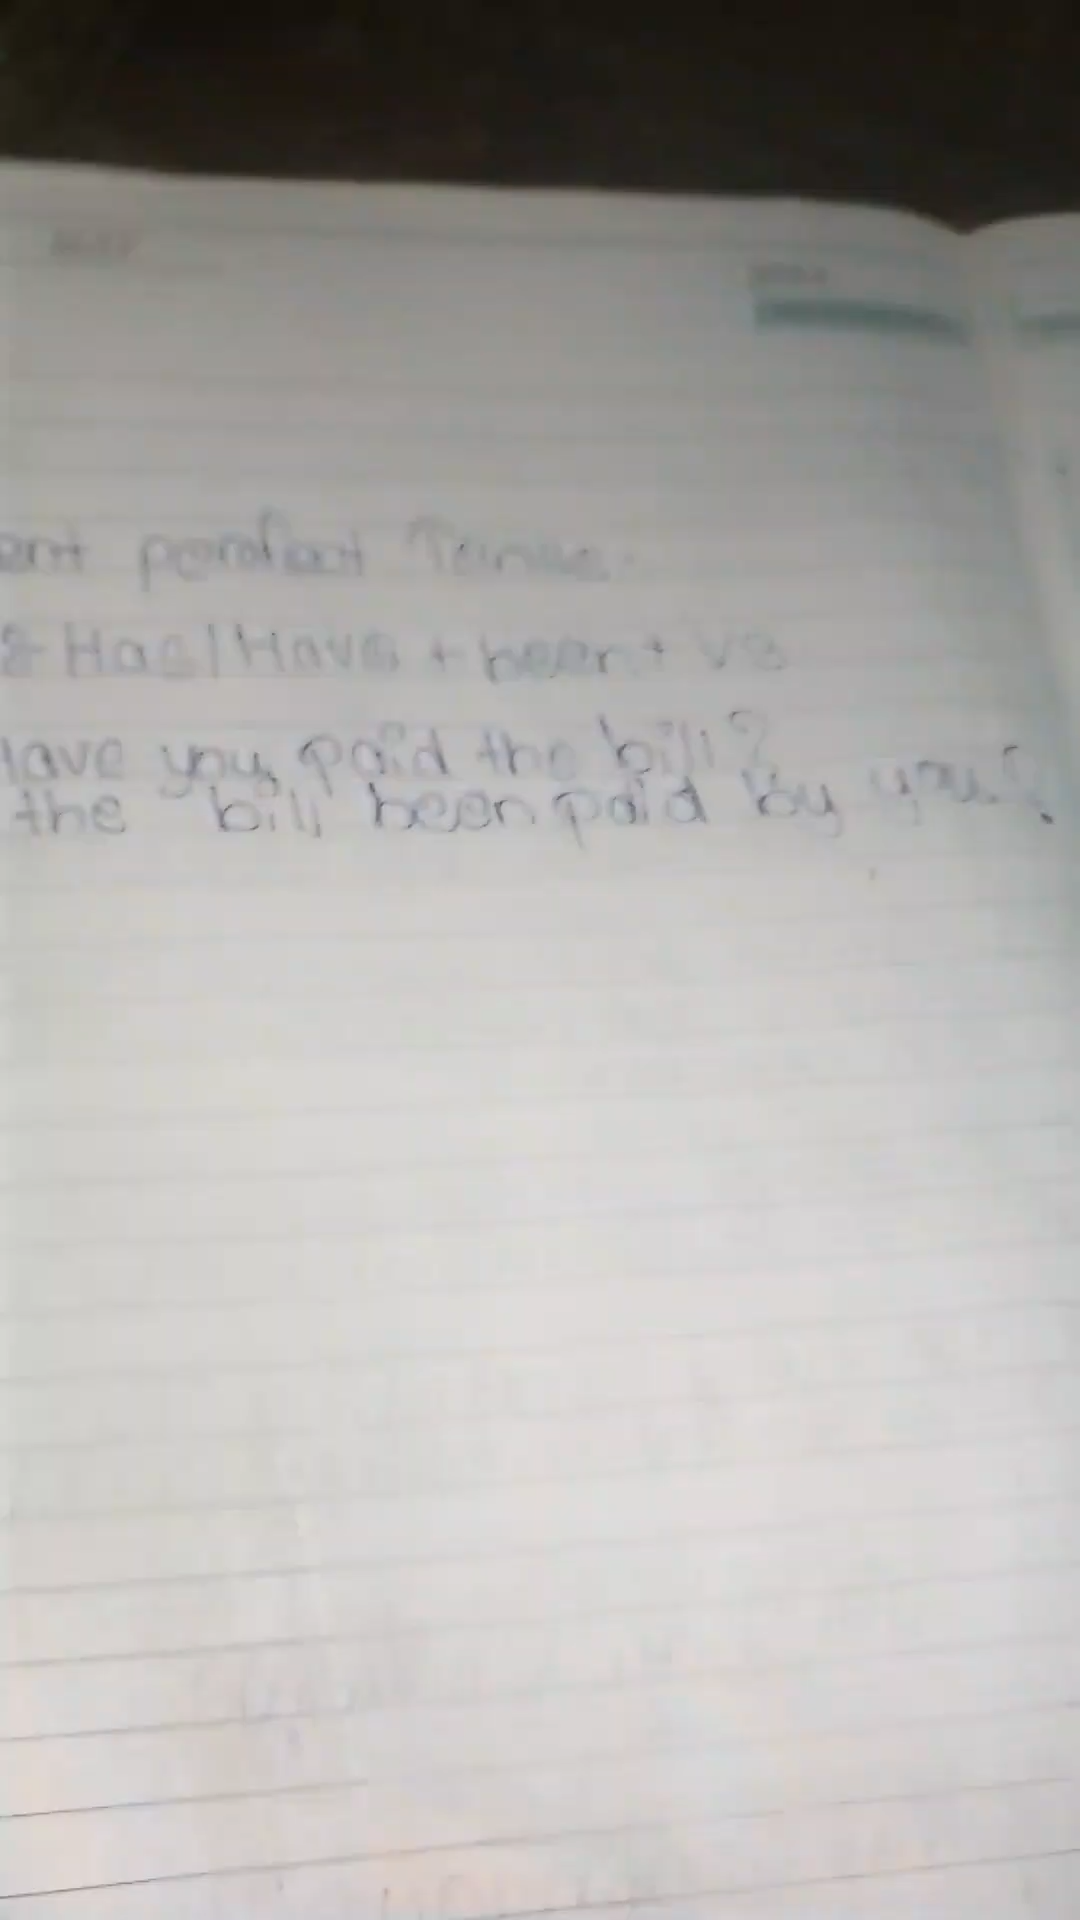 ent perfect Tense.
& Has/Have + been + V3
Have you paid the bill?
the bill been paid by you?